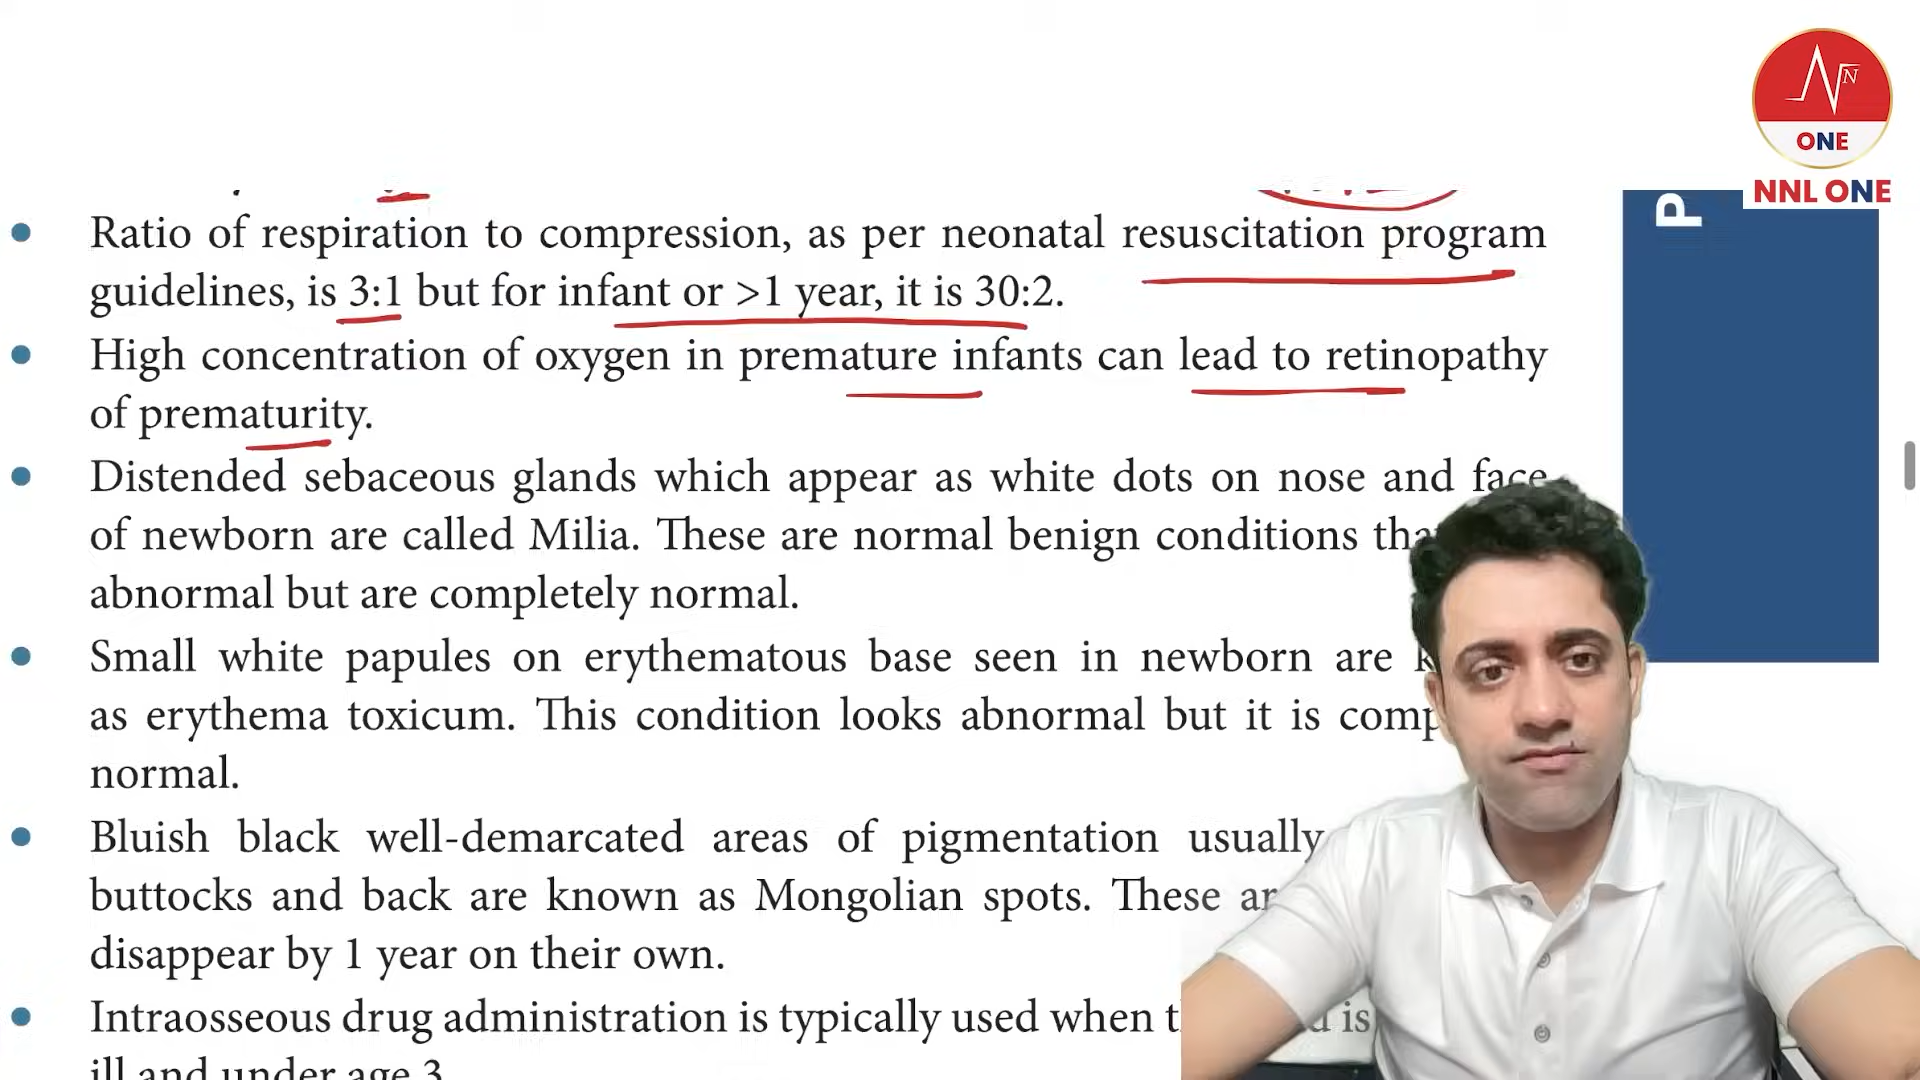 N
ONE
NNL ONE
P
Ratio of respiration to compression, as per neonatal resuscitation program
guidelines, is 3:1 but for infant or >1 year, it is 30:2.
High concentration of oxygen in premature infants can lead to retinopathy
of prematurity.
Distended sebaceous glands which appear as white dots on nose and face
of newborn are called Milia. These are normal benign conditions
abnormal but are completely normal.
Small white papules on erythematous base seen in newborn are
as erythema toxicum. This condition looks abnormal but it is
normal.
Bluish black well-demarcated areas of pigmentation usually
buttocks and back are known as Mongolian spots. These
disappear by 1 year on their own.
Intraosseous drug administration is typically used when is
ill and under age 3